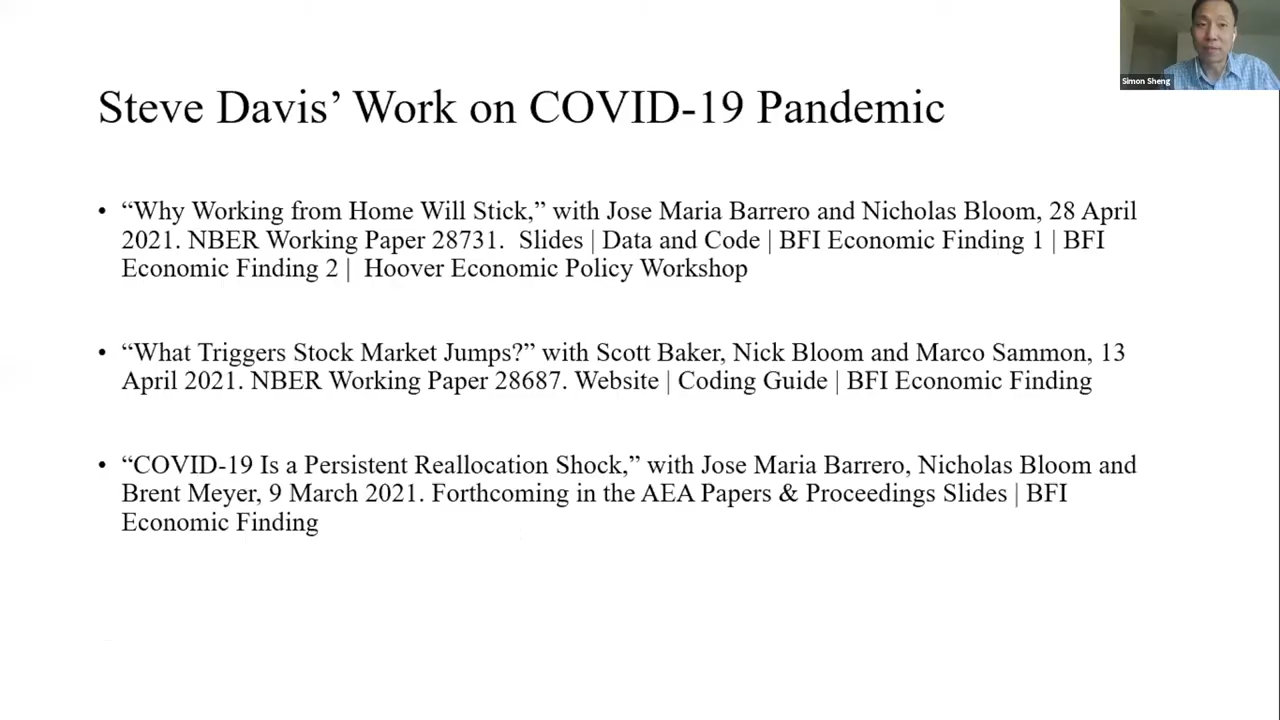 Simon Sheng
Steve Davis’ Work on COVID-19 Pandemic
• “Why Working from Home Will Stick,” with Jose Maria Barrero and Nicholas Bloom, 28 April
2021. NBER Working Paper 28731.  Slides | Data and Code | BFI Economic Finding 1 | BFI
Economic Finding 2 |  Hoover Economic Policy Workshop
• “What Triggers Stock Market Jumps?” with Scott Baker, Nick Bloom and Marco Sammon, 13
April 2021. NBER Working Paper 28687. Website | Coding Guide | BFI Economic Finding
• “COVID-19 Is a Persistent Reallocation Shock,” with Jose Maria Barrero, Nicholas Bloom and
Brent Meyer, 9 March 2021. Forthcoming in the AEA Papers & Proceedings Slides | BFI
Economic Finding